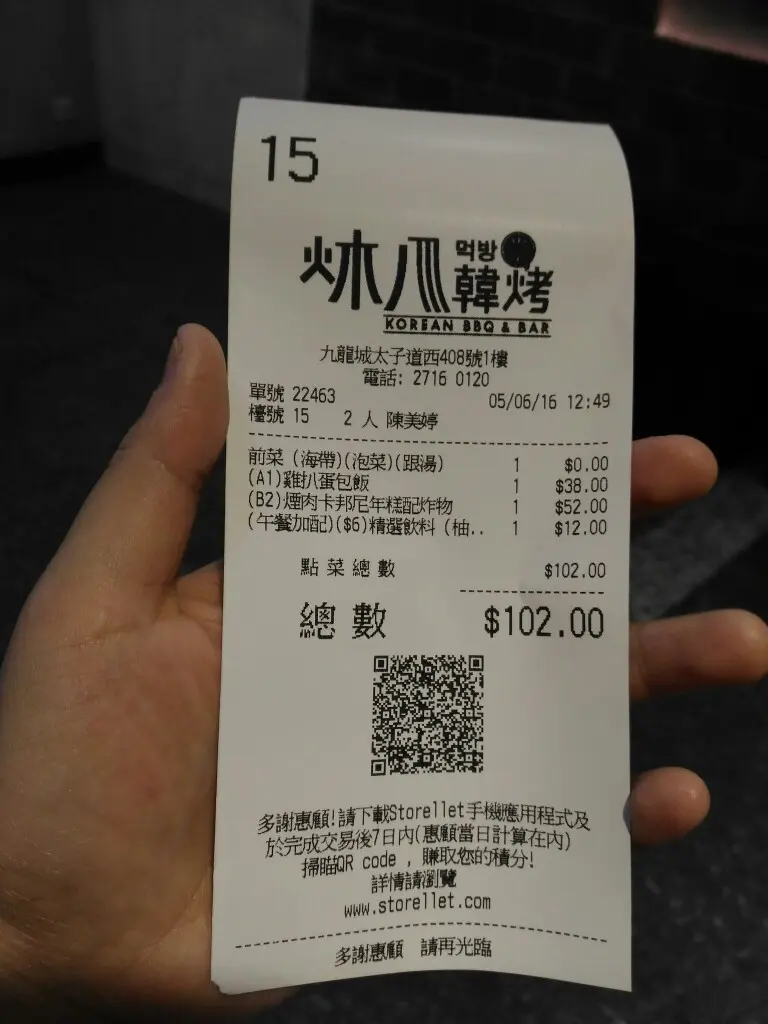 15
炑八爪 먹방 韓烤
KOREAN BBQ & BAR
九龍城太子道西408號1樓
電話: 2716 0120
單號 22463 05/06/16 12:49
檯號 15 2 人 陳美婷
前菜 (海帶)(泡菜)(跟湯) 1 $0.00
(A1)雞扒蛋包飯 1 $38.00
(B2)煙肉卡邦尼年糕配炸物 1 $52.00
(午餐加配)($6)精選飲料 (柚.. 1 $12.00
點菜總數 $102.00
總數 $102.00
多謝惠顧!請下載Storellet手機應用程式及
於完成交易後7日內(惠顧當日計算在內)
掃瞄QR code , 賺取您的積分!
詳情請瀏覽
www.storellet.com
多謝惠顧 請再光臨